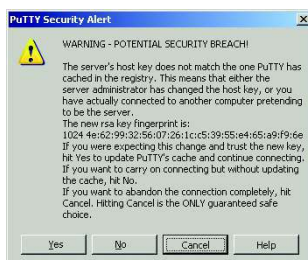 PuTTY Security Alert
WARNING - POTENTIAL SECURITY BREACH!
The server's host key does not match the one PuTTY has
cached in the registry. This means that either the
server administrator has changed the host key, or you
have actually connected to another computer pretending
to be the server.
The new rsa key fingerprint is:
1024 4e:62:99:32:56:07:26:1c:c5:39:55:e4:65:a9:f9:6e
If you were expecting this change and trust the new key,
hit Yes to update PuTTY's cache and continue connecting.
If you want to carry on connecting but without updating
the cache, hit No.
If you want to abandon the connection completely, hit
Cancel. Hitting Cancel is the ONLY guaranteed safe
choice.
Yes No Cancel Help